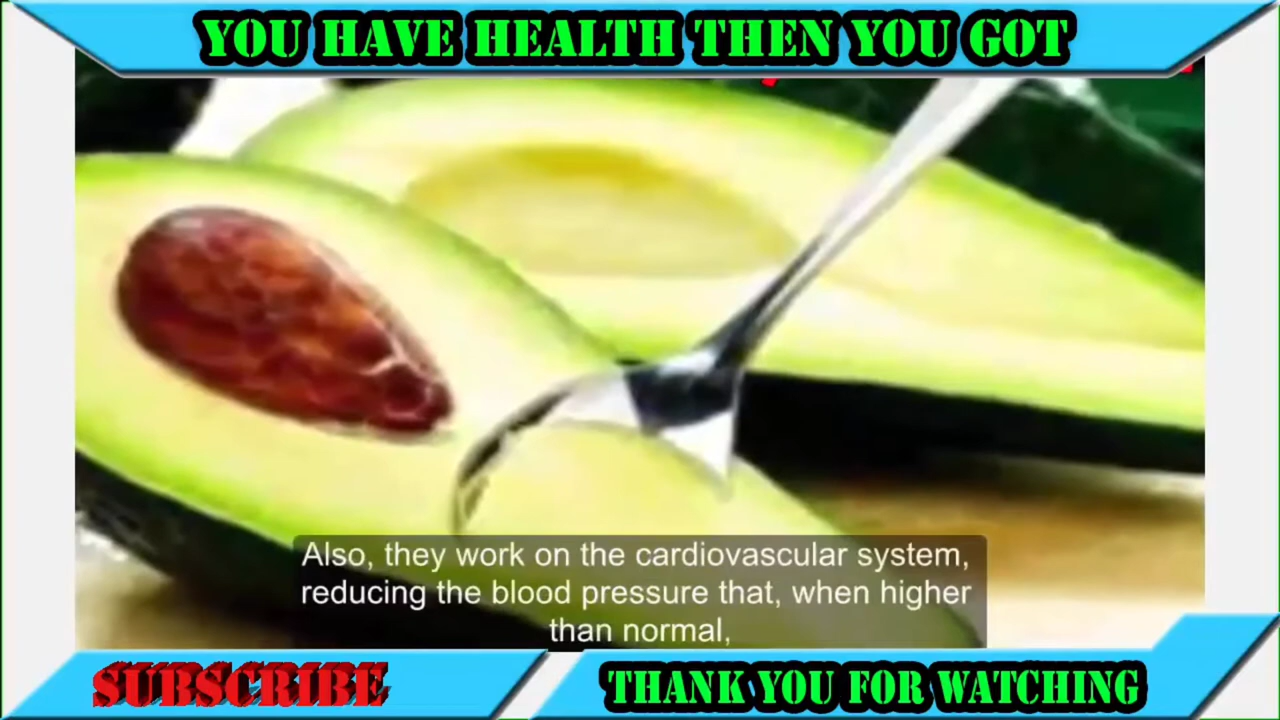 YOU HAVE HEALTH THEN YOU GOT
Also, they work on the cardiovascular system,
reducing the blood pressure that, when higher
than normal,
SUBSCRIBE
THANK YOU FOR WATCHING